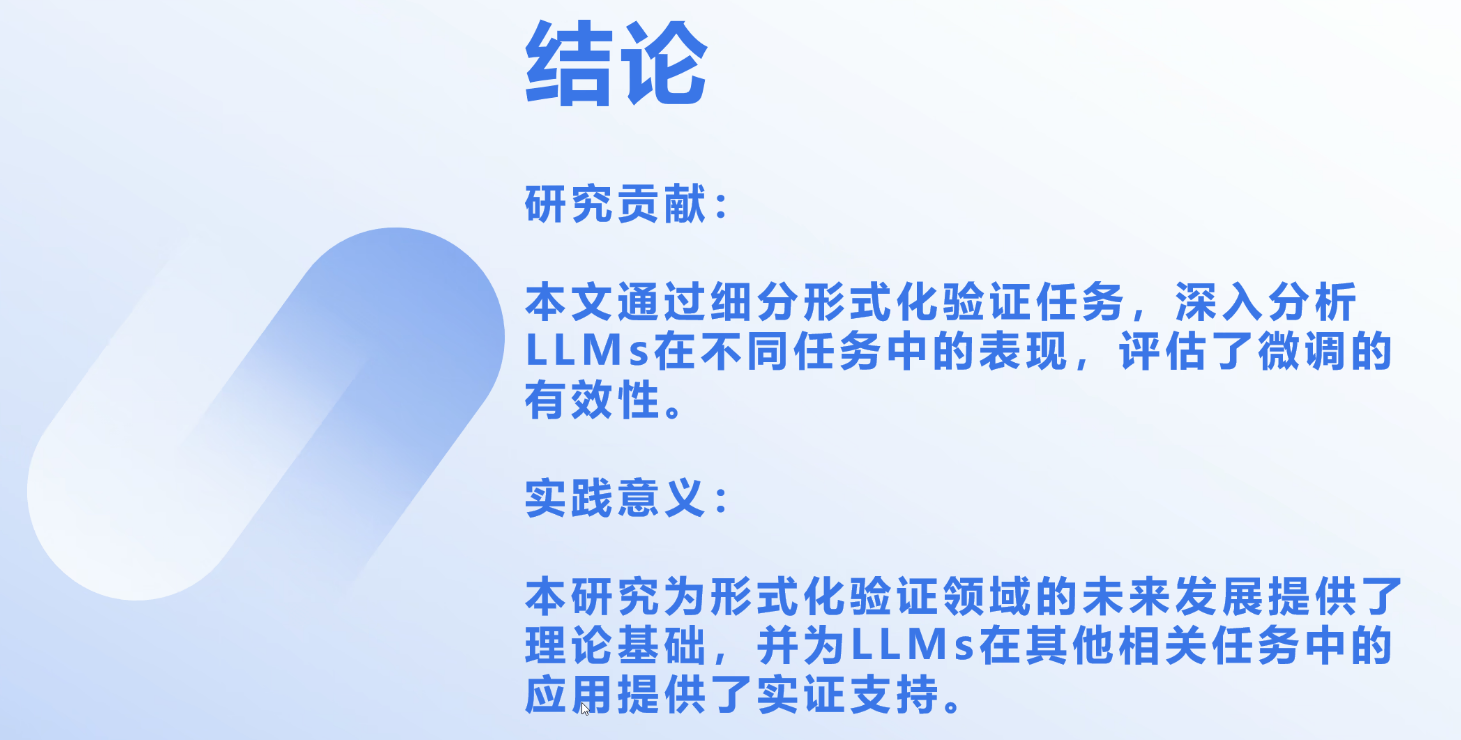 结论
研究贡献：
本文通过细分形式化验证任务，深入分析
LLMs在不同任务中的表现，评估了微调的
有效性。
实践意义：
本研究为形式化验证领域的未来发展提供了
理论基础，并为LLMs在其他相关任务中的
应用提供了实证支持。